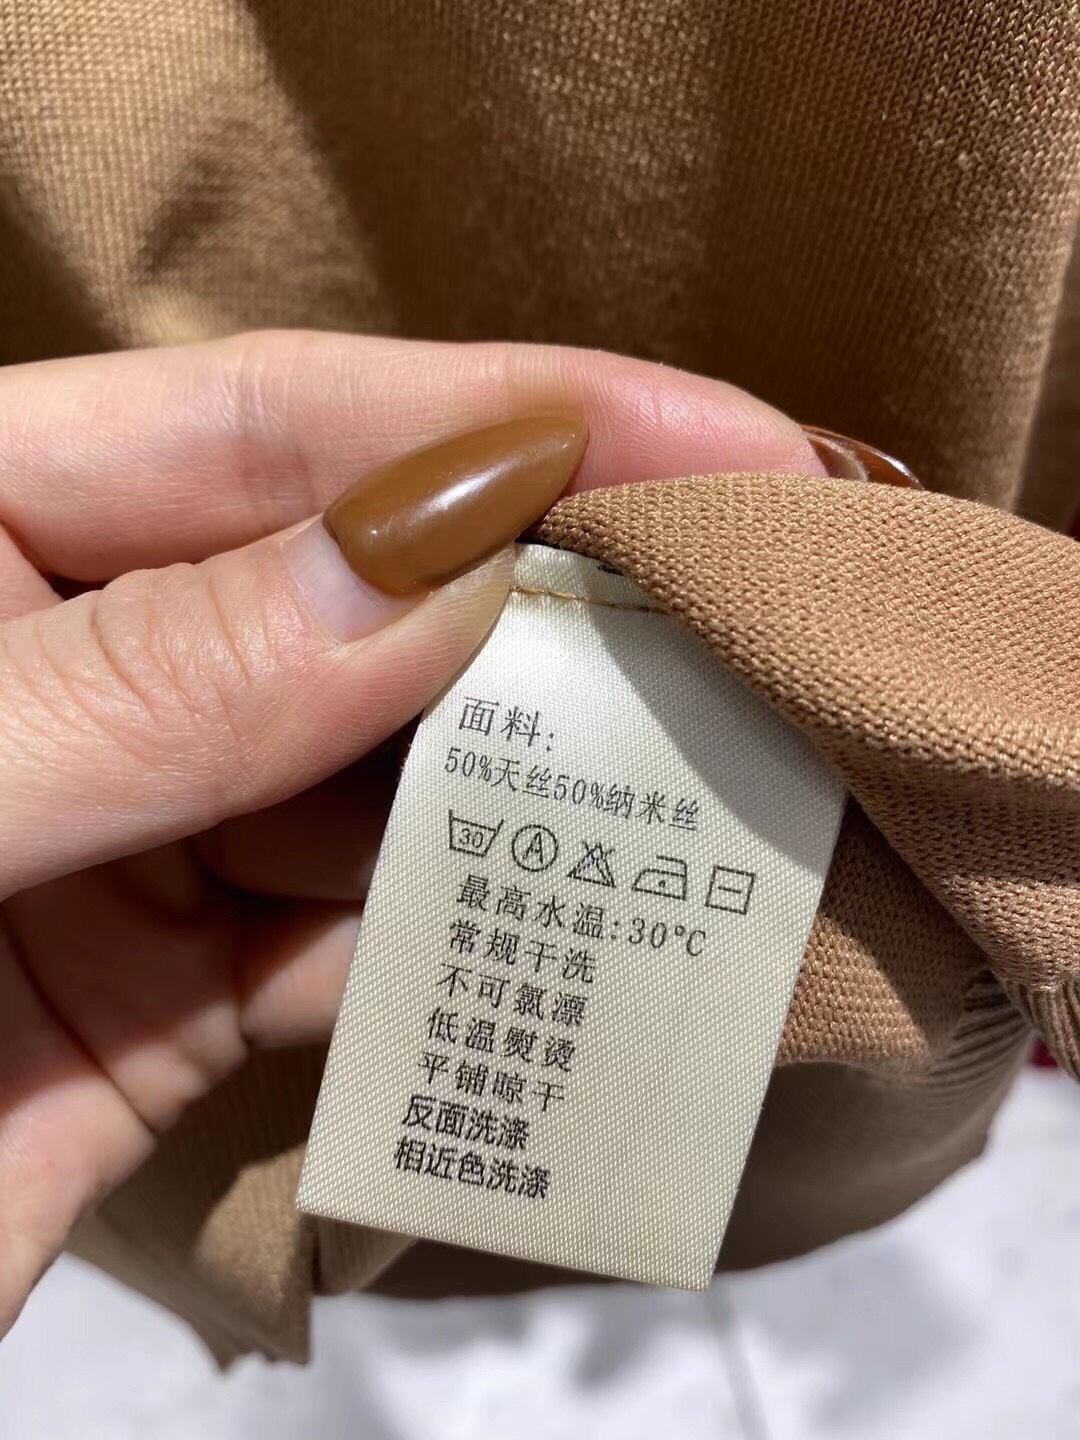 面料:
50%天丝50%纳米丝
30 A
最高水温:30°C
常规干洗
不可氯漂
低温熨烫
平铺晾干
反面洗涤
相近色洗涤